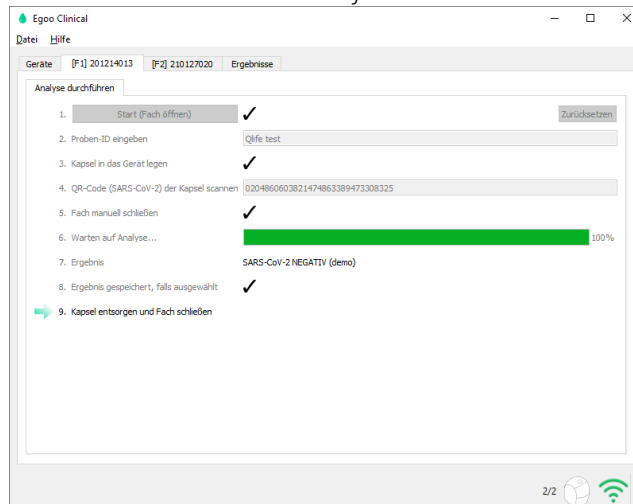 Egoo Clinical
Datei Hilfe
Geräte [F1] 201214013 [F2] 210127020 Ergebnisse
Analyse durchführen
1. Start (Fach öffnen) Zurücksetzen
2. Proben-ID eingeben Qlife test
3. Kapsel in das Gerät legen
4. QR-Code (SARS-CoV-2) der Kapsel scannen 0204860603821474863389473308325
5. Fach manuell schließen
6. Warten auf Analyse... 100%
7. Ergebnis SARS-CoV-2 NEGATIV (demo)
8. Ergebnis gespeichert, falls ausgewählt
9. Kapsel entsorgen und Fach schließen
2/2